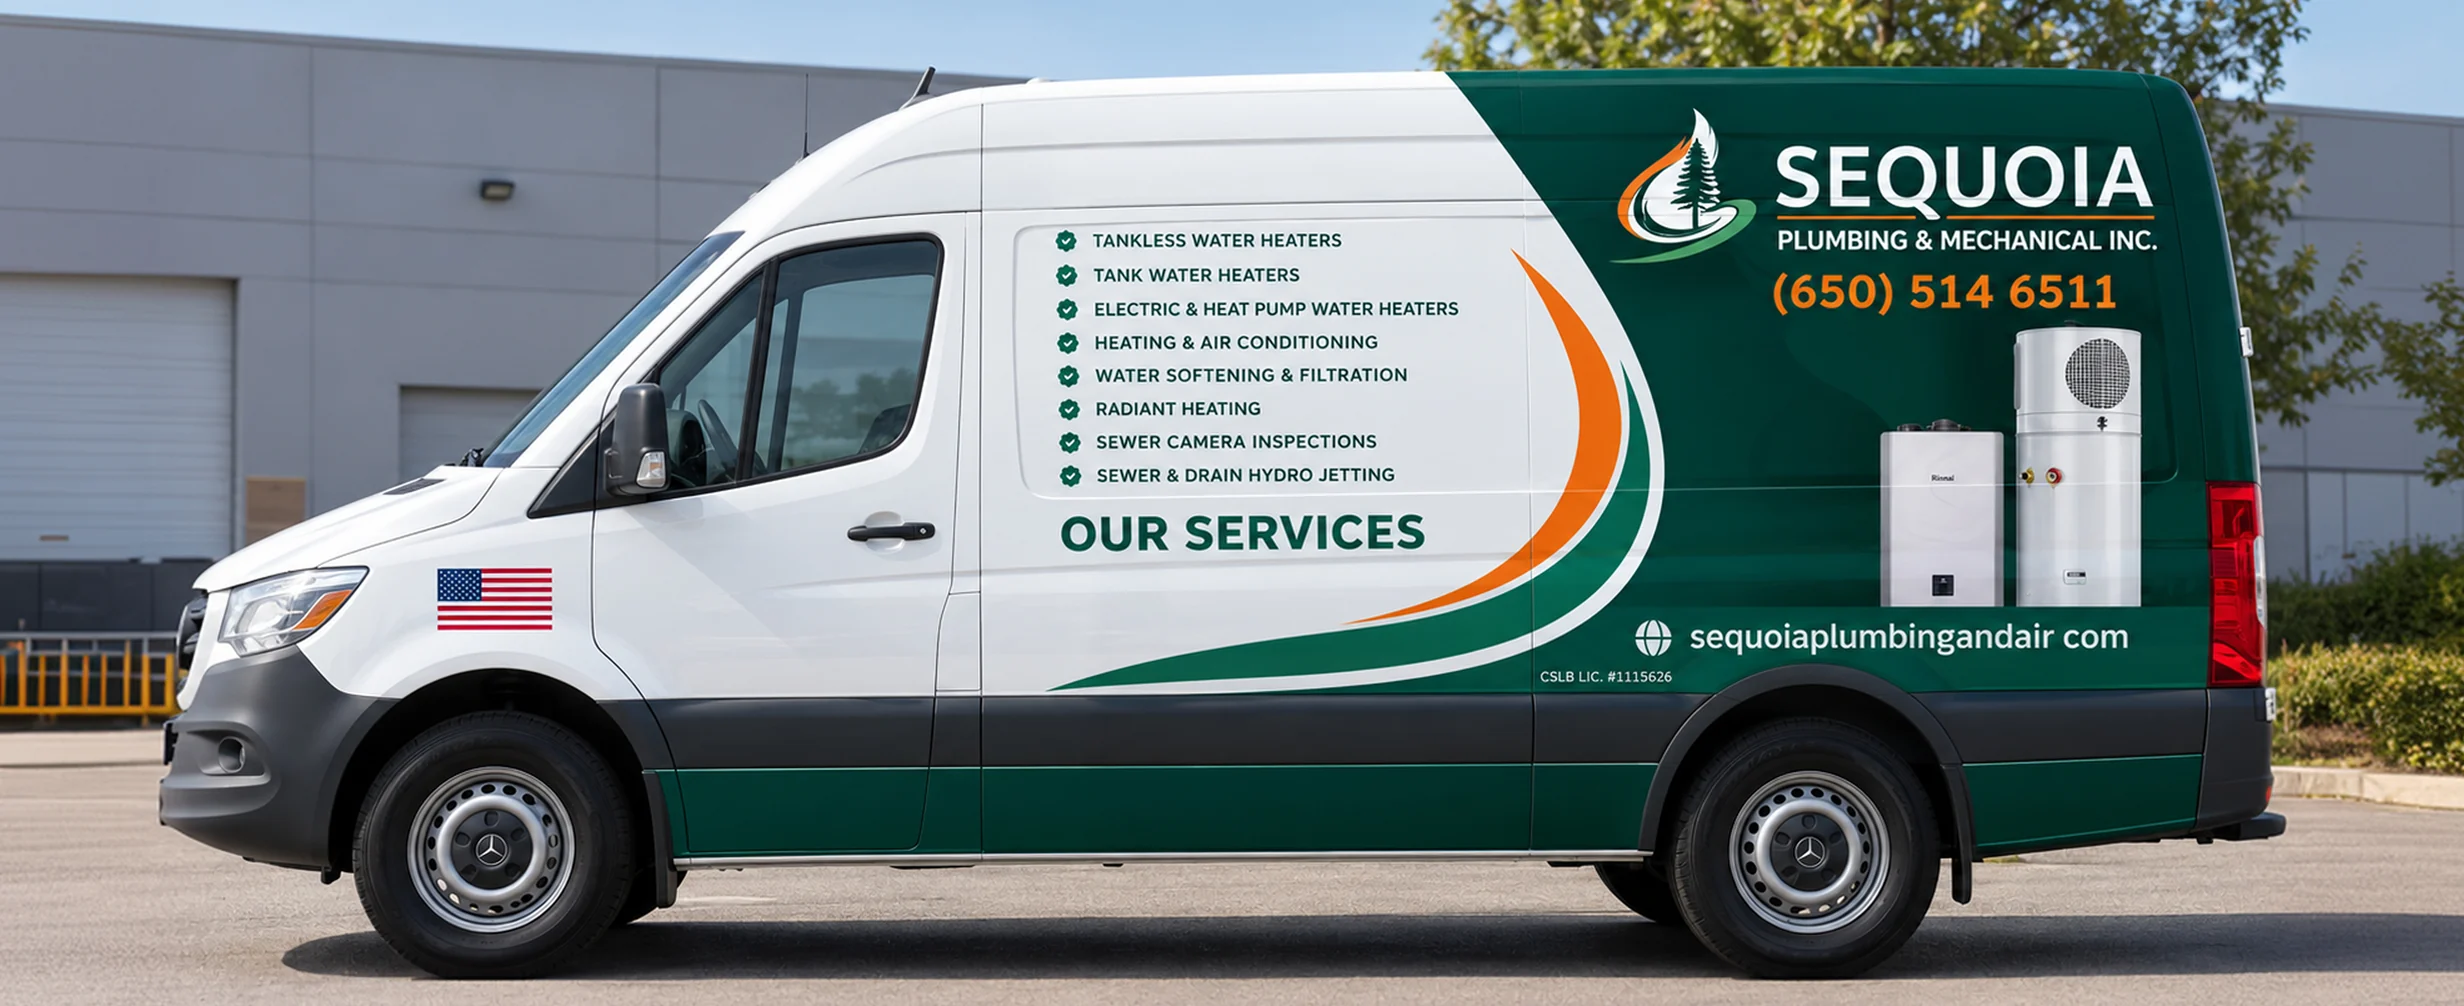 TANKLESS WATER HEATERS
TANK WATER HEATERS
ELECTRIC & HEAT PUMP WATER HEATERS
HEATING & AIR CONDITIONING
WATER SOFTENING & FILTRATION
RADIANT HEATING
SEWER CAMERA INSPECTIONS
SEWER & DRAIN HYDRO JETTING
OUR SERVICES
SEQUOIA
PLUMBING & MECHANICAL INC.
(650) 514 6511
Rinnai
sequoiaplumbingandair com
CSLB LIC. #1115626